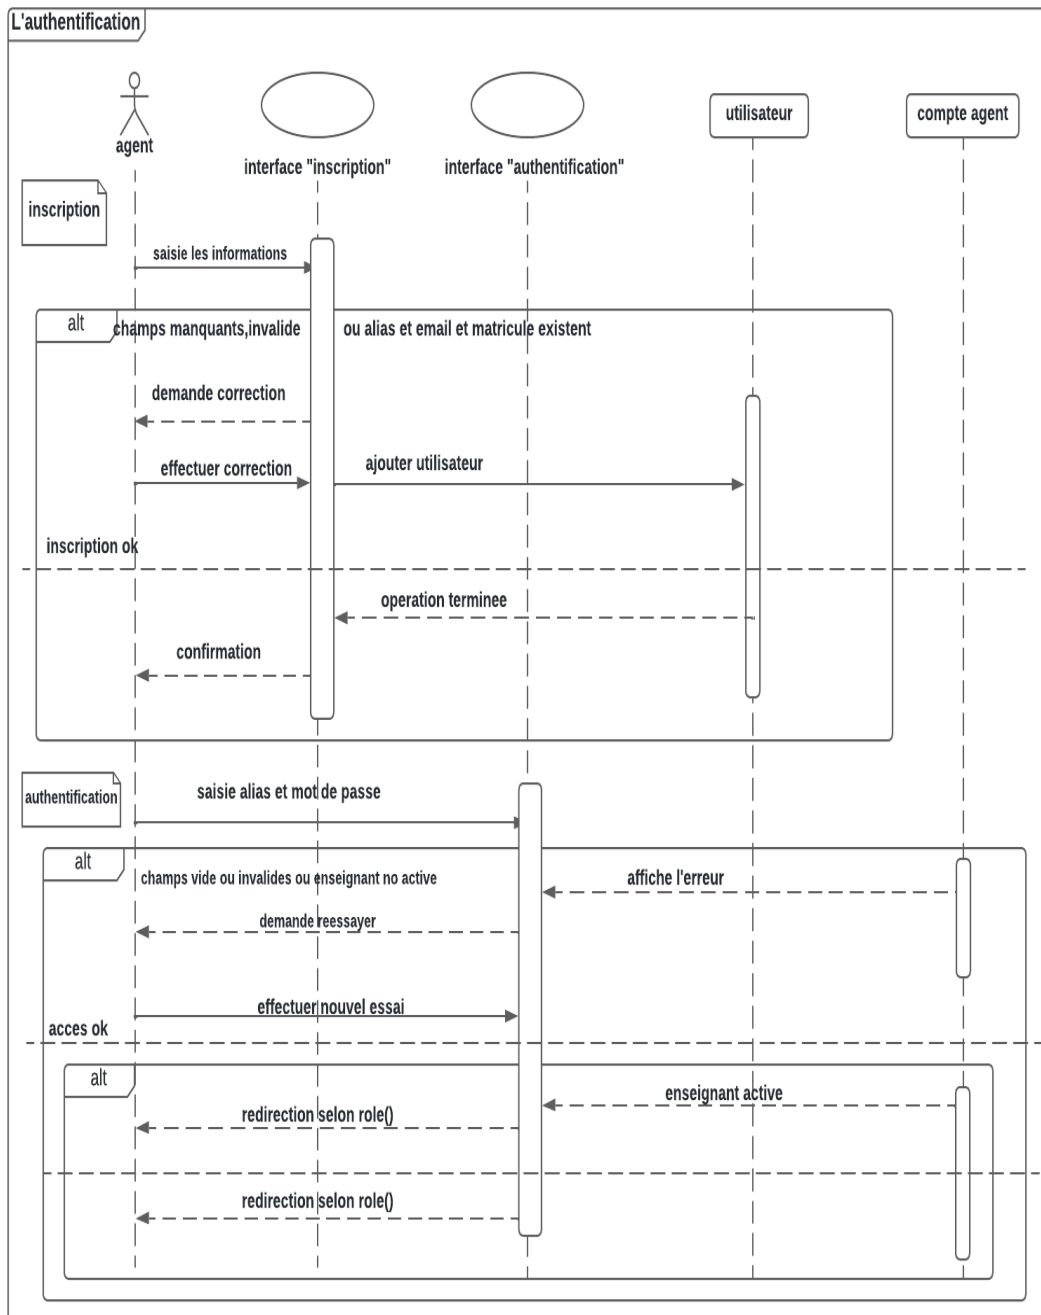 L'authentification
agent
interface "inscription"
interface "authentification"
utilisateur
compte agent
inscription
saisie les informations
alt
champs manquants,invalide ou alias et email et matricule existent
demande correction
effectuer correction
ajouter utilisateur
inscription ok
operation terminee
confirmation
authentification
saisie alias et mot de passe
alt
champs vide ou invalides ou enseignant no active
affiche l'erreur
demande reessayer
effectuer nouvel essai
acces ok
alt
enseignant active
redirection selon role()
redirection selon role()